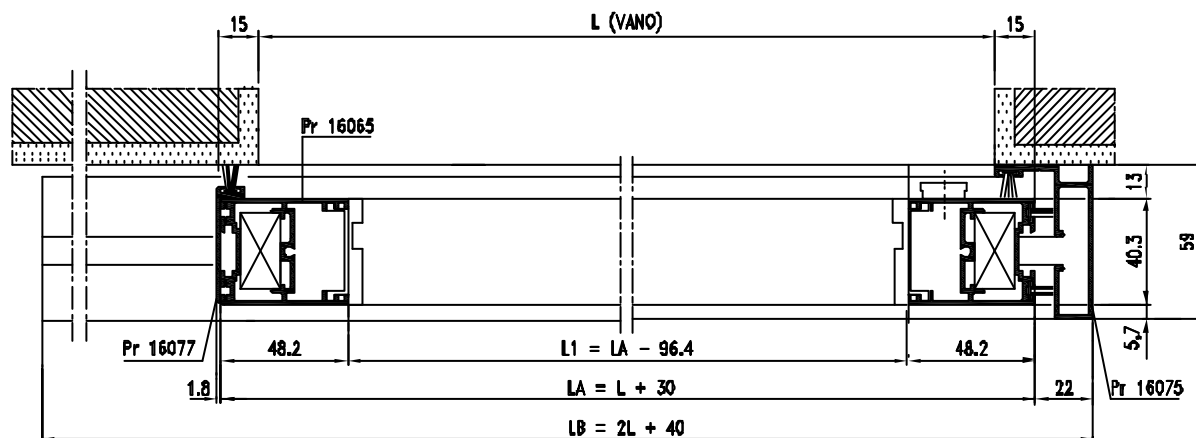 15
L (VANO)
15
Pr 16065
13
40.3
59
5.7
Pr 16077
48.2
L1 = LA - 96.4
48.2
1.8
LA = L + 30
22
Pr 16075
LB = 2L + 40